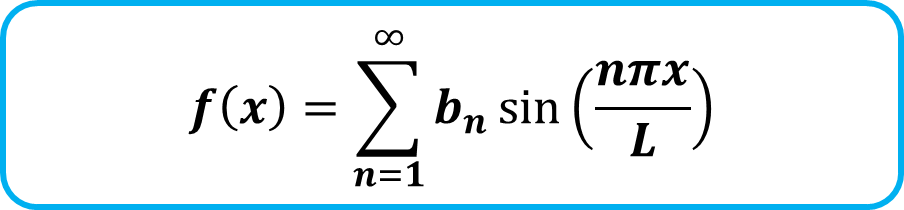 f(x) = ∑_{n=1}^{∞} b_n sin (nπx / L)